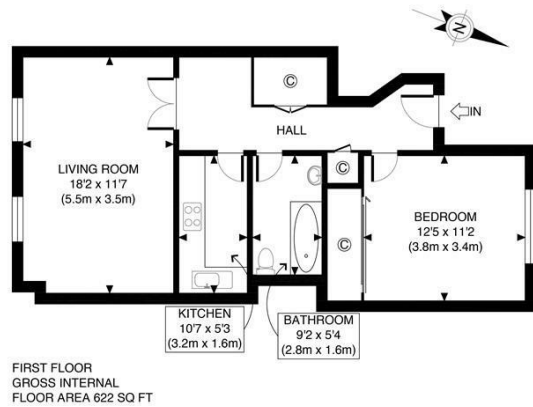 N
IN
C
HALL
LIVING ROOM
18'2 x 11'7
(5.5m x 3.5m)
C
C
BEDROOM
12'5 x 11'2
(3.8m x 3.4m)
KITCHEN
10'7 x 5'3
(3.2m x 1.6m)
BATHROOM
9'2 x 5'4
(2.8m x 1.6m)
FIRST FLOOR
GROSS INTERNAL
FLOOR AREA 622 SQ FT